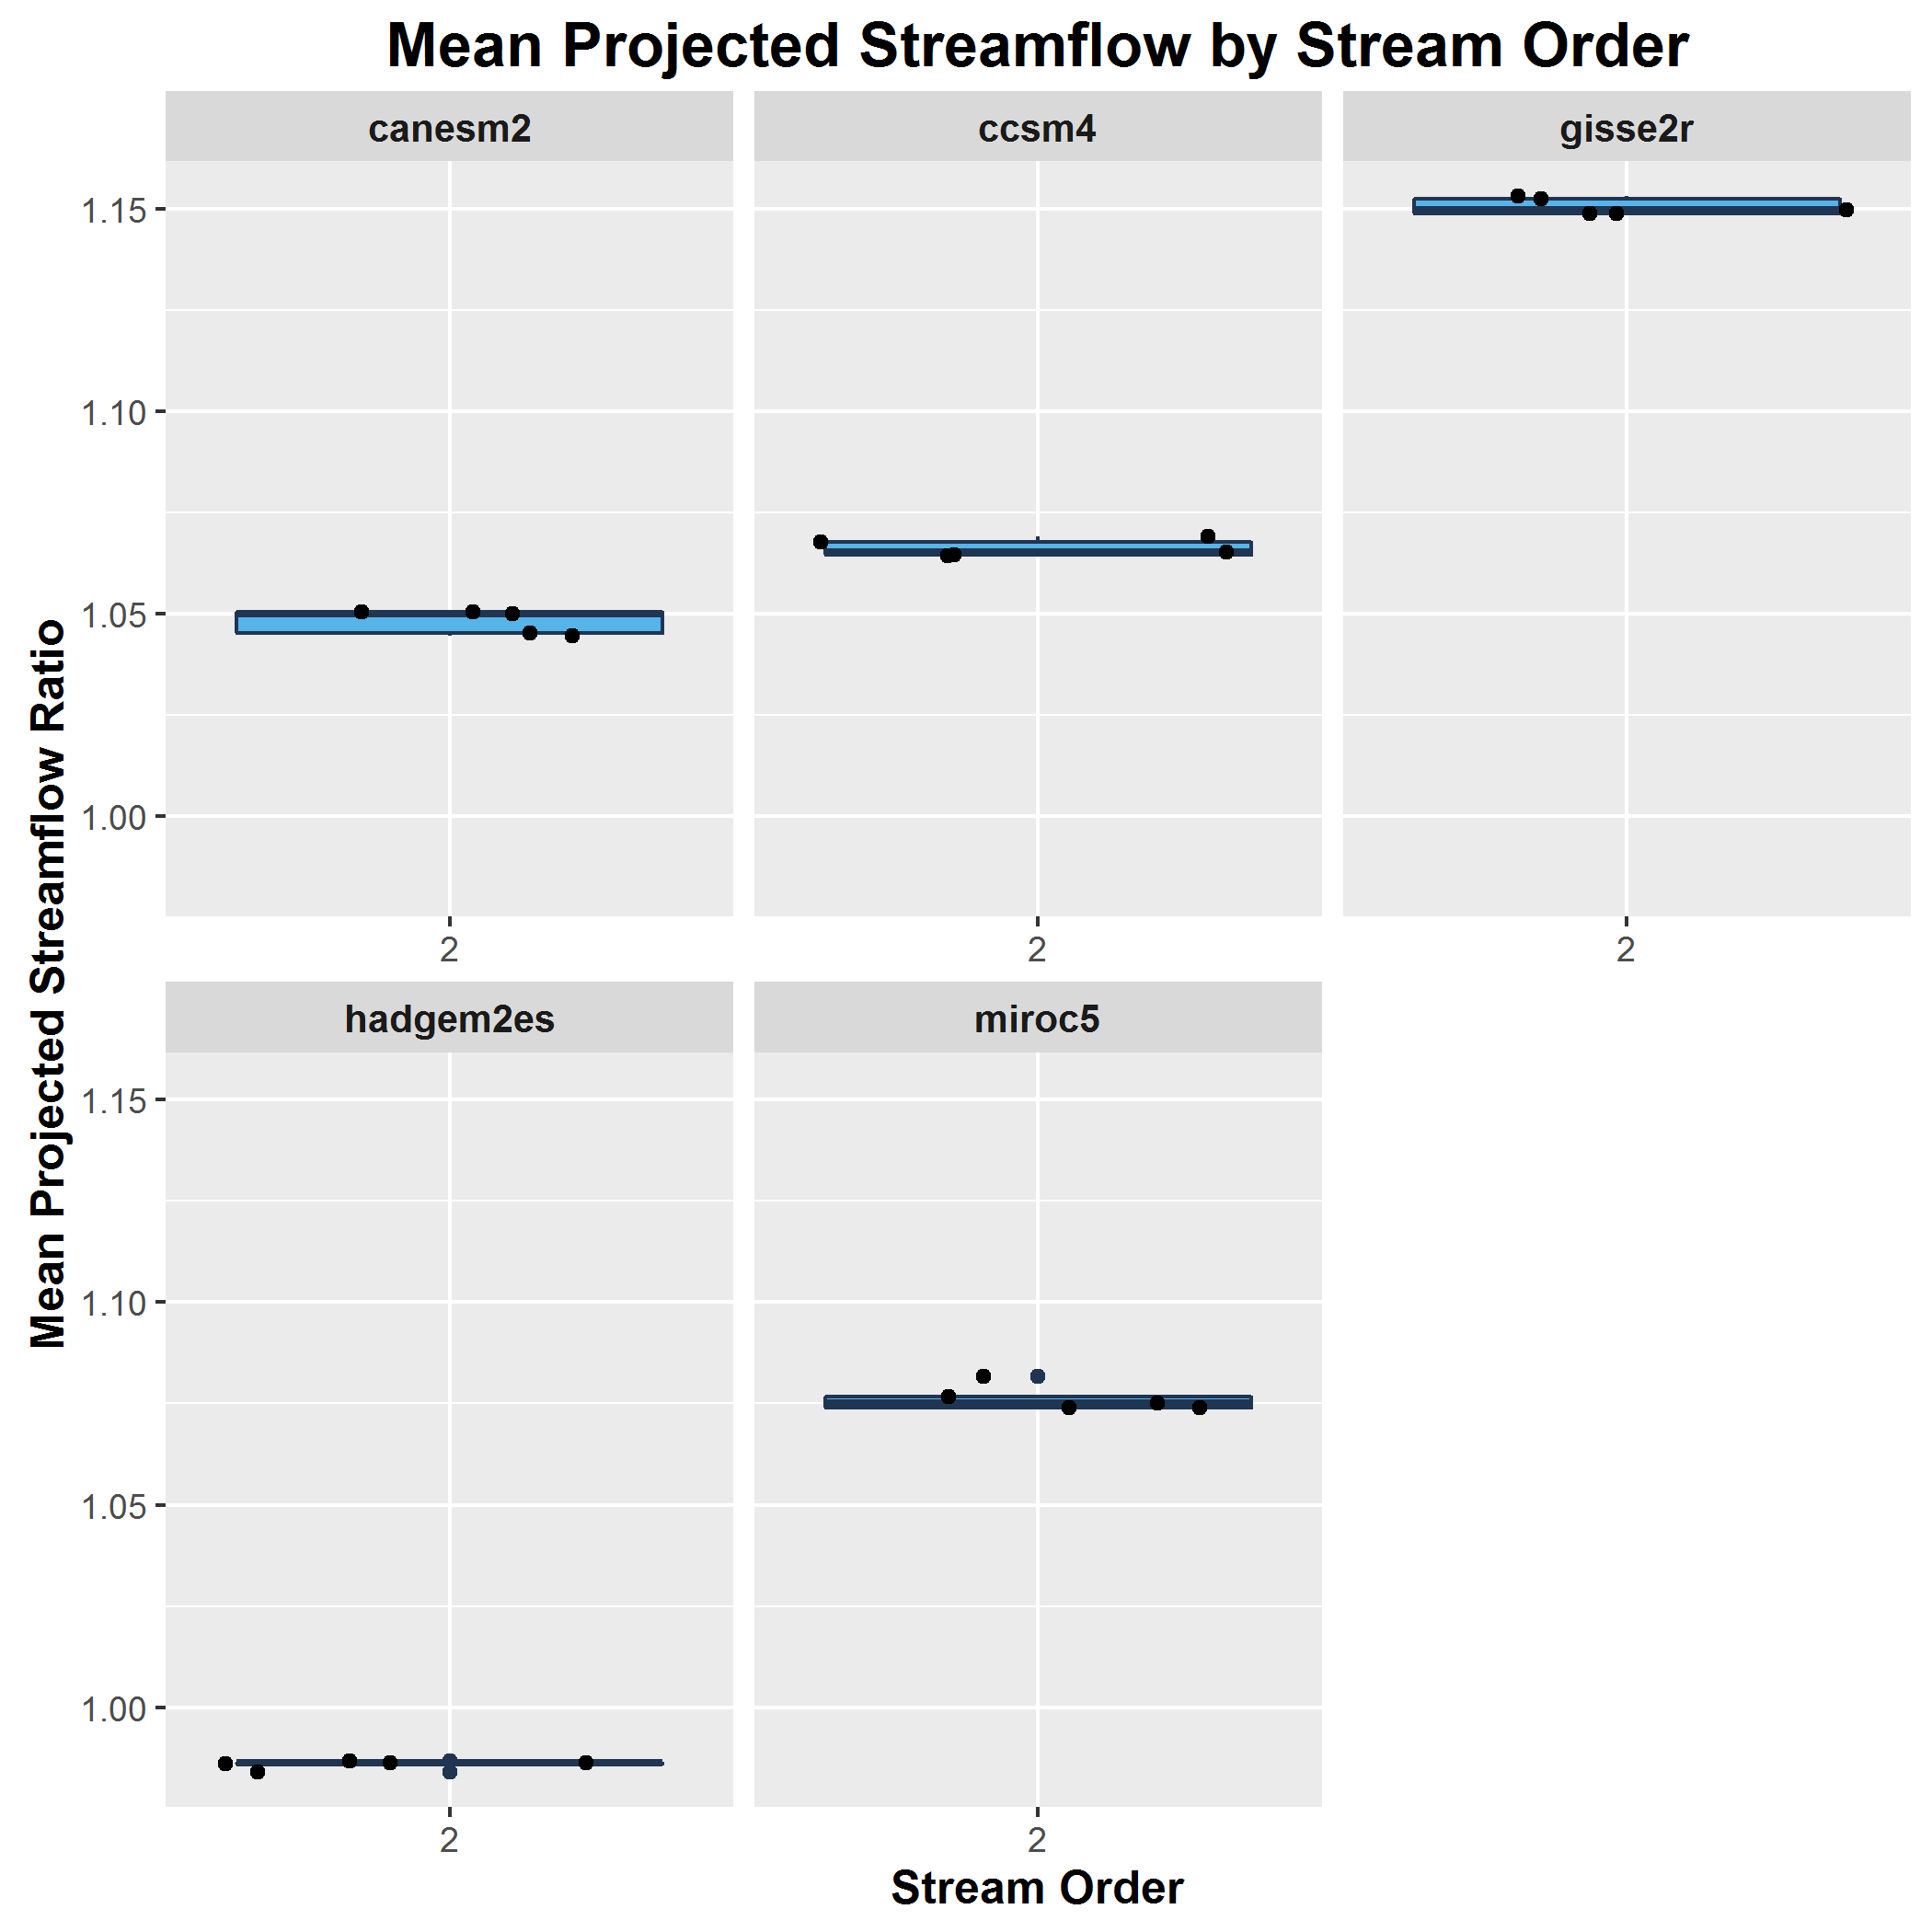 Mean Projected Streamflow by Stream Order
canesm2
ccsm4
gisse2r
1.15
1.10
1.05
1.00
2
2
2
Mean Projected Streamflow Ratio
hadgem2es
miroc5
1.15
1.10
1.05
1.00
2
2
Stream Order